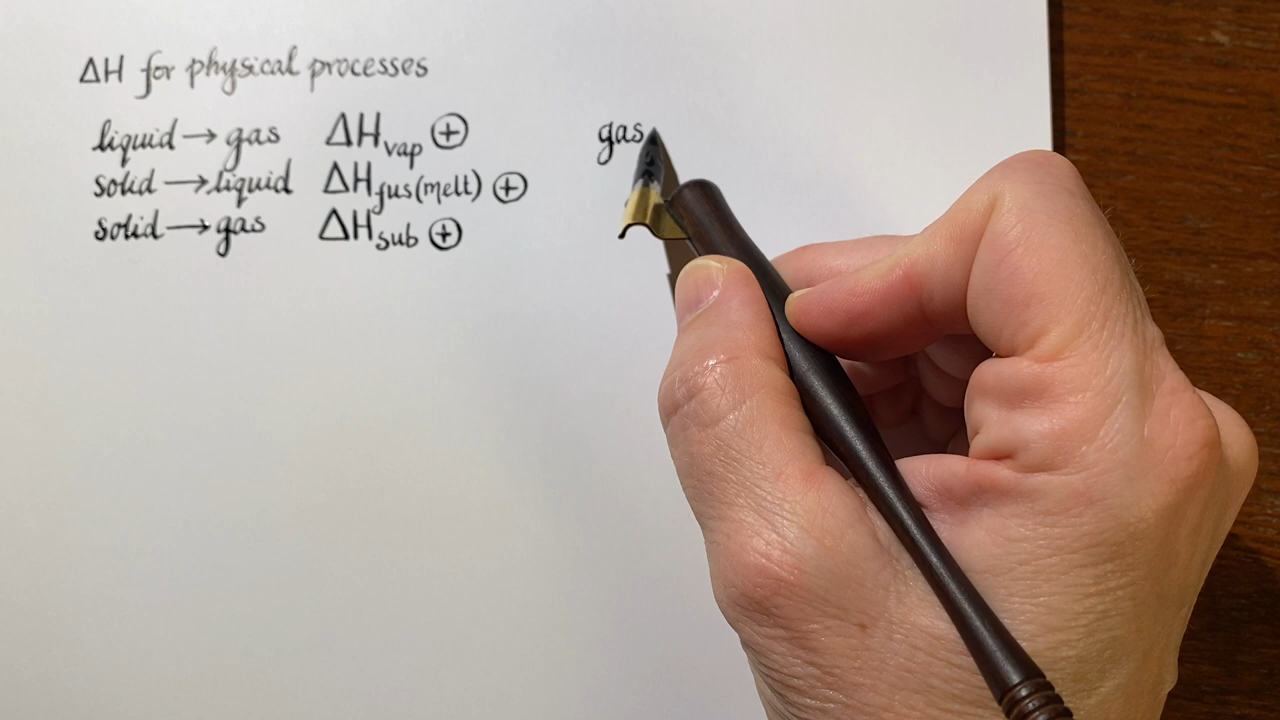 ΔH for physical processes
liquid → gas ΔHvap ⊕ gas
solid → liquid ΔHfus(melt) ⊕
solid → gas ΔHsub ⊕